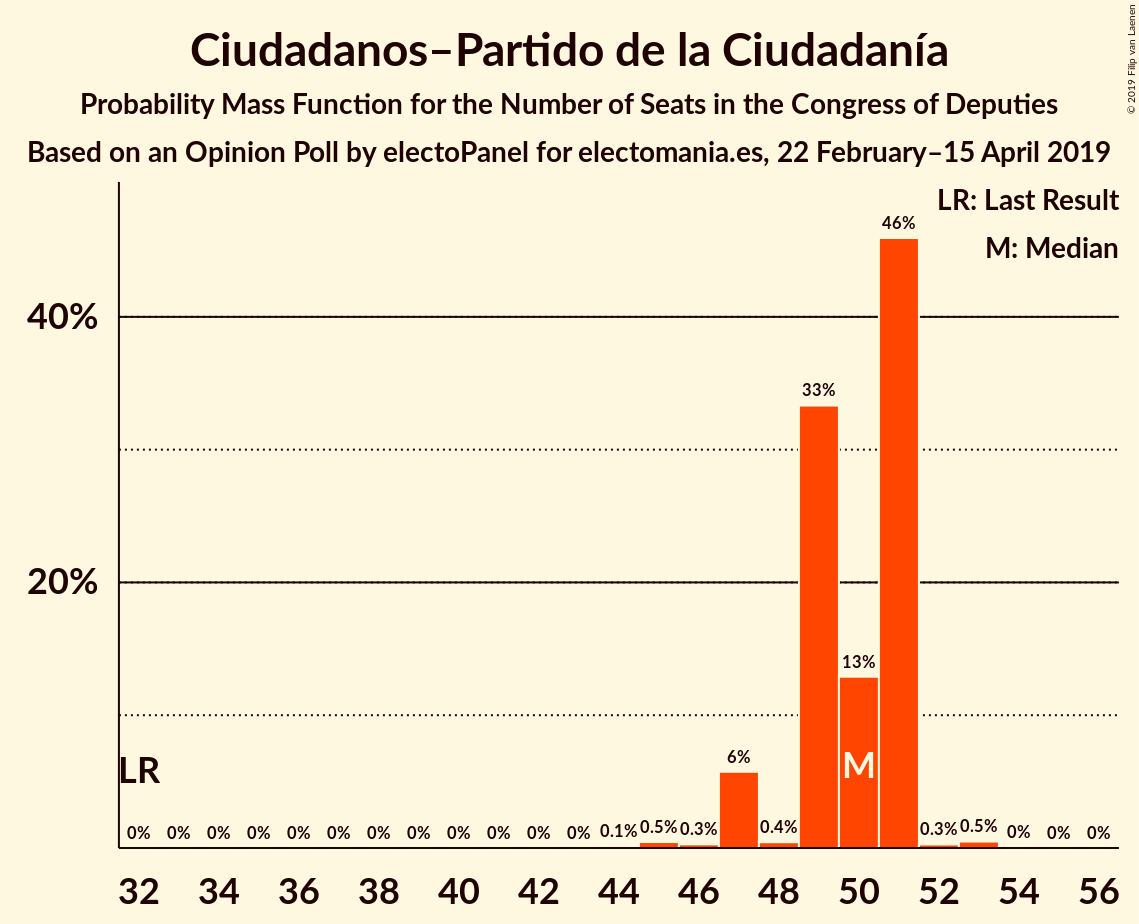 Ciudadanos–Partido de la Ciudadanía
Probability Mass Function for the Number of Seats in the Congress of Deputies
Based on an Opinion Poll by electoPanel for electomania.es, 22 February–15 April 2019
© 2019 Filip van Laenen
LR: Last Result
M: Median
46%
40%
33%
20%
13%
6%
M
LR
0% 0% 0% 0% 0% 0% 0% 0% 0% 0% 0% 0% 0.1% 0.5% 0.3% 0.4% 0.3% 0.5% 0% 0% 0%
32 34 36 38 40 42 44 46 48 50 52 54 56